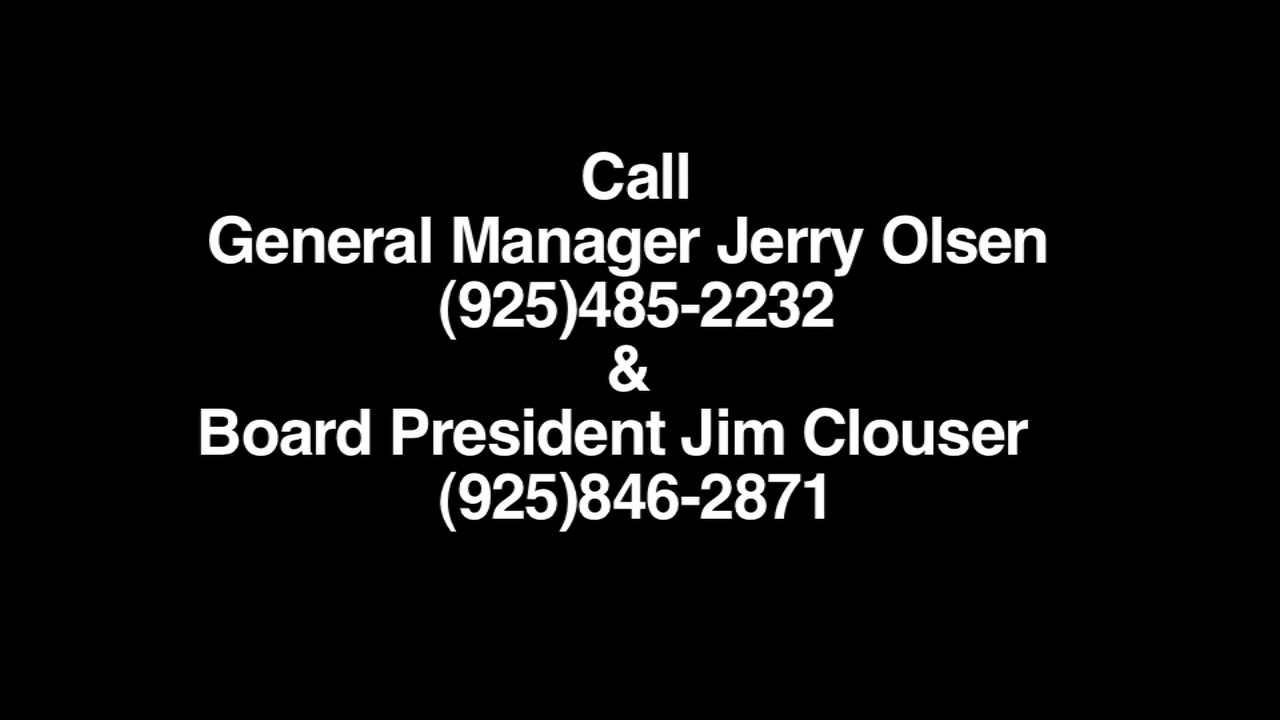 Call
General Manager Jerry Olsen
(925)485-2232
&
Board President Jim Clouser
(925)846-2871